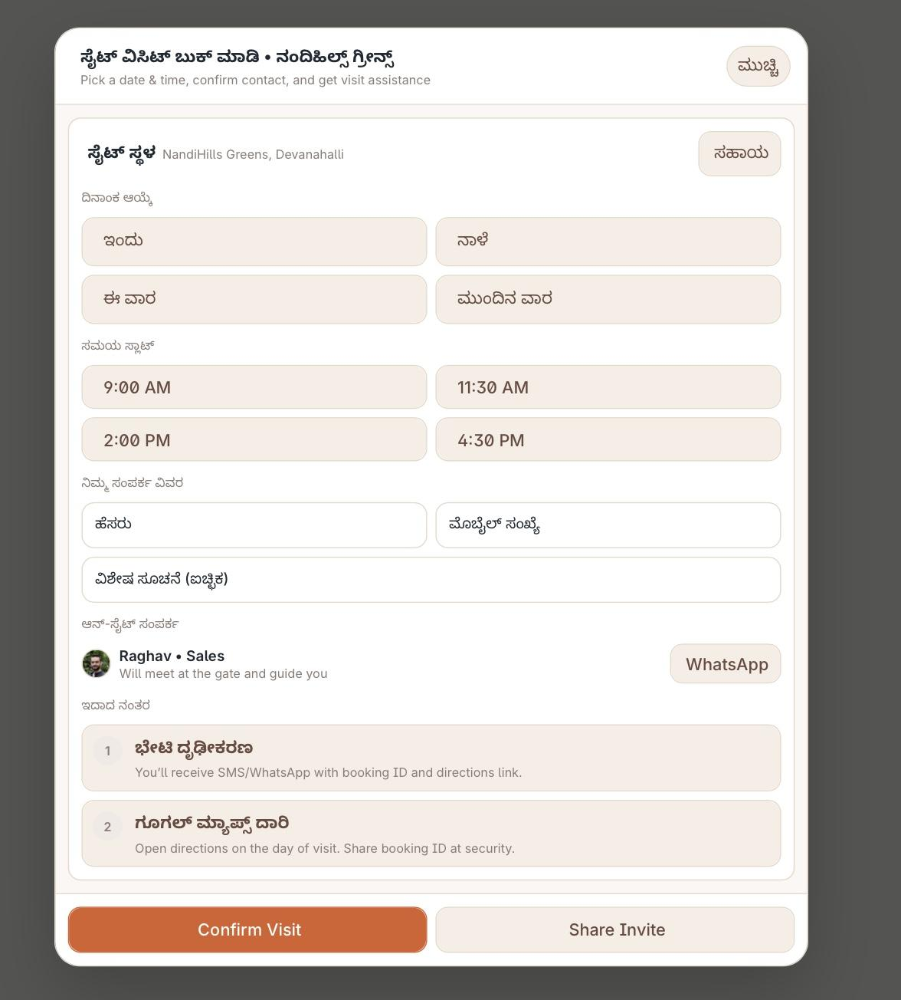 ಸೈಟ್ ವಿಸಿಟ್ ಬುಕ್ ಮಾಡಿ • ನಂದಿಹಿಲ್ಸ್ ಗ್ರೀನ್ಸ್
Pick a date & time, confirm contact, and get visit assistance
ಮುಚ್ಚಿ
ಸೈಟ್ ಸ್ಥಳ NandiHills Greens, Devanahalli
ಸಹಾಯ
ದಿನಾಂಕ ಆಯ್ಕೆ
ಇಂದು
ನಾಳೆ
ಈ ವಾರ
ಮುಂದಿನ ವಾರ
ಸಮಯ ಸ್ಲಾಟ್
9:00 AM
11:30 AM
2:00 PM
4:30 PM
ನಿಮ್ಮ ಸಂಪರ್ಕ ವಿವರ
ಹೆಸರು
ಮೊಬೈಲ್ ಸಂಖ್ಯೆ
ವಿಶೇಷ ಸೂಚನೆ (ಐಚ್ಛಿಕ)
ಆನ್-ಸೈಟ್ ಸಂಪರ್ಕ
Raghav • Sales
Will meet at the gate and guide you
WhatsApp
ಇದಾದ ನಂತರ
1
ಭೇಟಿ ದೃಢೀಕರಣ
You’ll receive SMS/WhatsApp with booking ID and directions link.
2
ಗೂಗಲ್ ಮ್ಯಾಪ್ಸ್ ದಾರಿ
Open directions on the day of visit. Share booking ID at security.
Confirm Visit
Share Invite